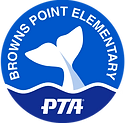 BROWNS POINT ELEMENTARY
PTA